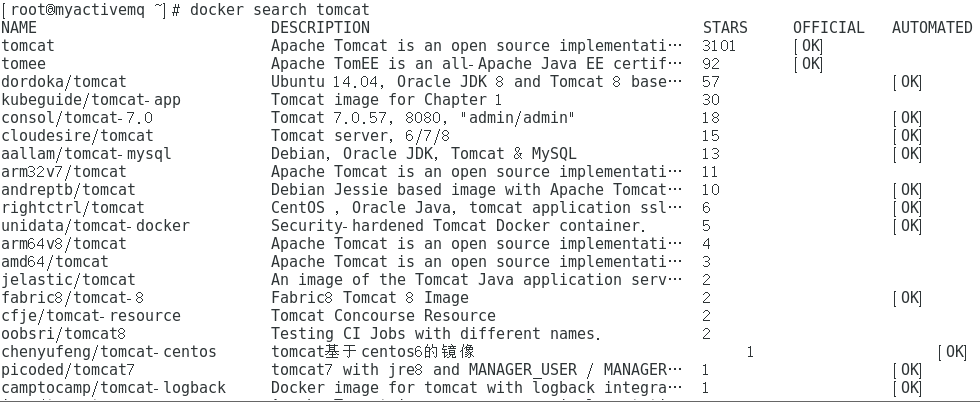 [root@myactivemq ~]# docker search tomcat
NAME DESCRIPTION STARS OFFICIAL AUTOMATED
tomcat Apache Tomcat is an open source implementati… 3101 [OK]
tomee Apache TomEE is an all-Apache Java EE certif… 92 [OK]
dordoka/tomcat Ubuntu 14.04, Oracle JDK 8 and Tomcat 8 base… 57 [OK]
kubeguide/tomcat-app Tomcat image for Chapter 1 30
consol/tomcat-7.0 Tomcat 7.0.57, 8080, "admin/admin" 18 [OK]
cloudesire/tomcat Tomcat server, 6/7/8 15 [OK]
aallam/tomcat-mysql Debian, Oracle JDK, Tomcat & MySQL 13 [OK]
arm32v7/tomcat Apache Tomcat is an open source implementati… 11
andreptb/tomcat Debian Jessie based image with Apache Tomcat… 10 [OK]
rightctrl/tomcat CentOS , Oracle Java, tomcat application ssl… 6 [OK]
unidata/tomcat-docker Security-hardened Tomcat Docker container. 5 [OK]
arm64v8/tomcat Apache Tomcat is an open source implementati… 4
amd64/tomcat Apache Tomcat is an open source implementati… 3
jelastic/tomcat An image of the Tomcat Java application serv… 2
fabric8/tomcat-8 Fabric8 Tomcat 8 Image 2 [OK]
cfje/tomcat-resource Tomcat Concourse Resource 2
oobsri/tomcat8 Testing CI Jobs with different names. 2
chenyufeng/tomcat-centos tomcat基于centos6的镜像 1 [OK]
picoded/tomcat7 tomcat7 with jre8 and MANAGER_USER / MANAGER… 1 [OK]
camptocamp/tomcat-logback Docker image for tomcat with logback integra… 1 [OK]